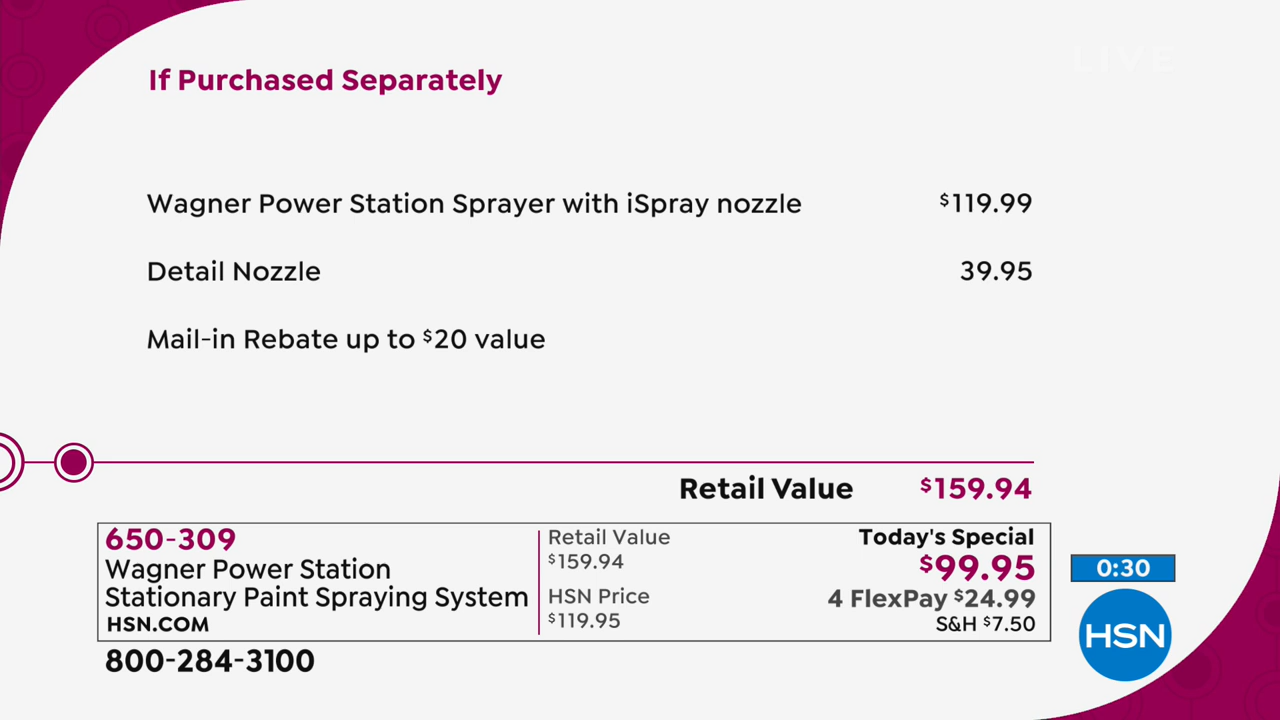 LIVE
If Purchased Separately
Wagner Power Station Sprayer with iSpray nozzle $119.99
Detail Nozzle 39.95
Mail-in Rebate up to $20 value
Retail Value $159.94
650-309
Wagner Power Station
Stationary Paint Spraying System
HSN.COM
Retail Value
$159.94
HSN Price
$119.95
Today's Special
$99.95
4 FlexPay $24.99
S&H $7.50
0:30
HSN
800-284-3100